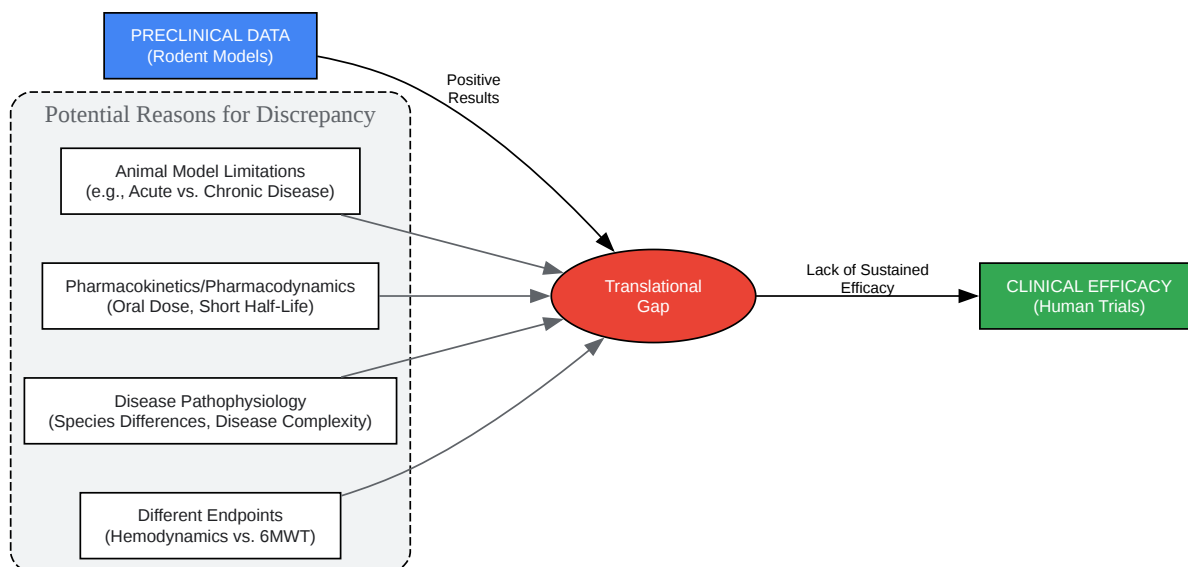 PRECLINICAL DATA
(Rodent Models)
Positive
Results
Potential Reasons for Discrepancy
Animal Model Limitations
(e.g., Acute vs. Chronic Disease)
Pharmacokinetics/Pharmacodynamics
(Oral Dose, Short Half-Life)
Disease Pathophysiology
(Species Differences, Disease Complexity)
Different Endpoints
(Hemodynamics vs. 6MWT)
Translational
Gap
Lack of Sustained
Efficacy
CLINICAL EFFICACY
(Human Trials)